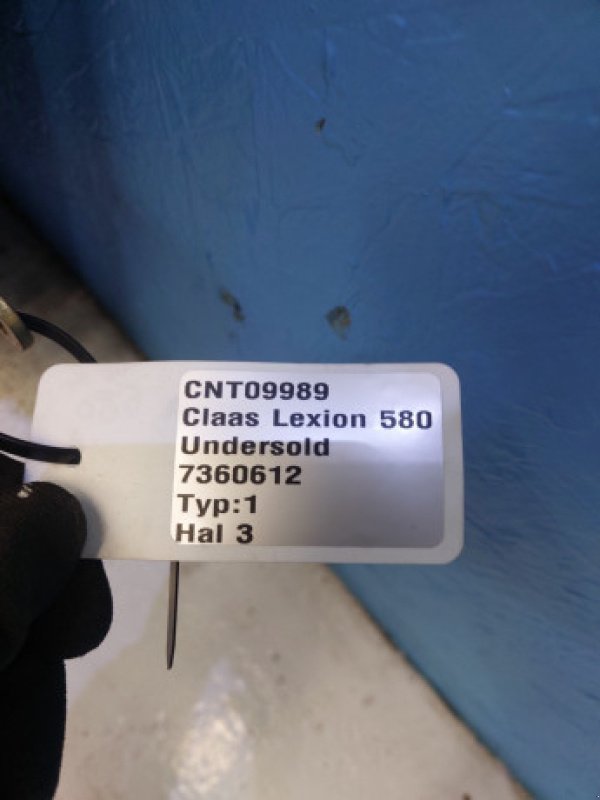 CNT09989
Claas Lexion 580
Undersold
7360612
Typ:1
Hal 3